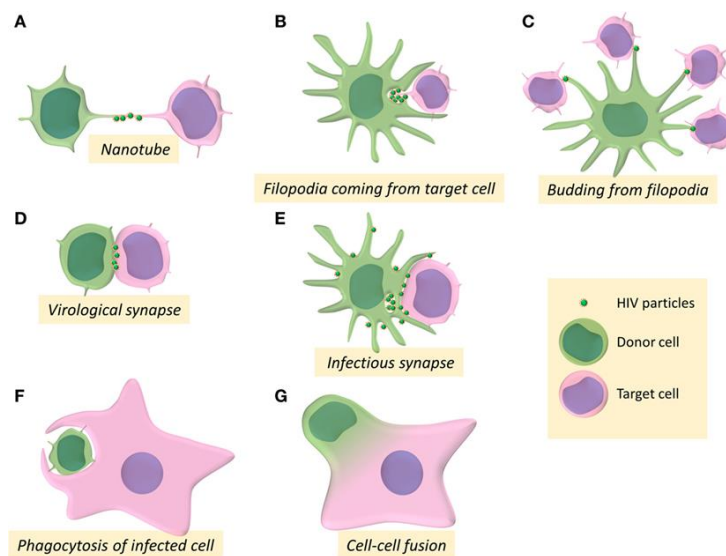 A
B
C
Nanotube
Filopodia coming from target cell
Budding from filopodia
D
E
Virological synapse
Infectious synapse
HIV particles
Donor cell
Target cell
F
G
Phagocytosis of infected cell
Cell-cell fusion